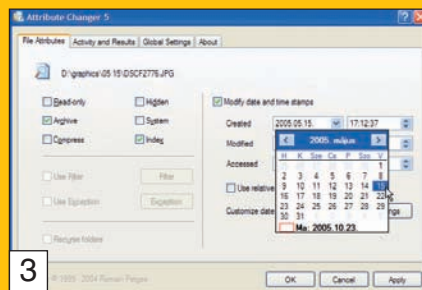 Attribute Changer 5
File Attributes Activity and Results Global Settings About
D:\graphics\05 15\DSCF2776.JPG
Read-only Hidden
Archive System
Compress Index
Use Filter Filter
Use Exception Exception
Recurse folders
Modify date and time stamps
Created 2005.05.15. 17:12:37
Modified
Accessed
2005. május
H K Sze Cs P Szo V
1
2 3 4 5 6 7 8
9 10 11 12 13 14 15
16 17 18 19 20 21 22
23 24 25 26 27 28 29
30 31
Ma: 2005.10.23.
Use relative
Customize date
3
© 1999 - 2004 Romain Petges
OK Cancel Apply